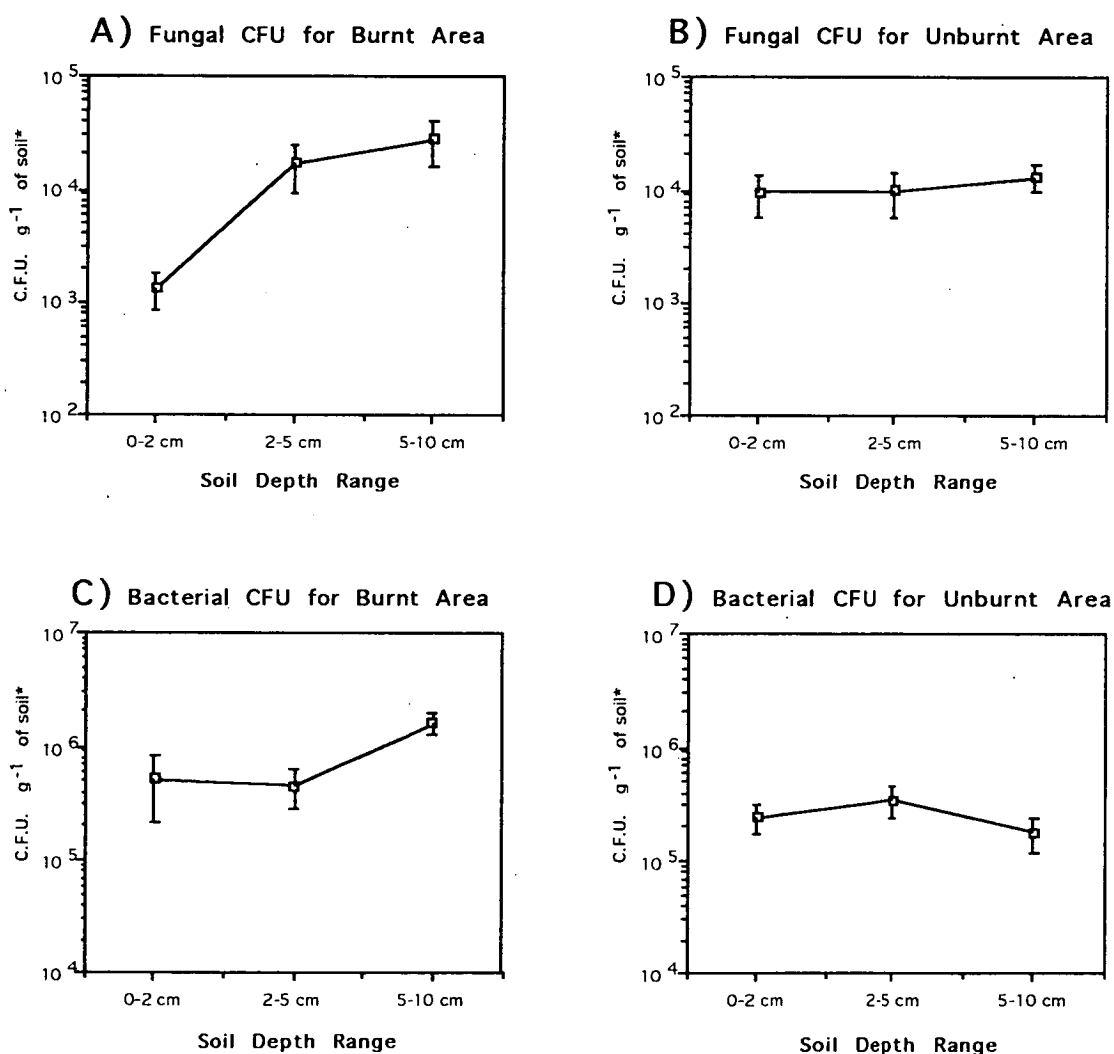 A) Fungal CFU for Burnt Area
10 5
10 4
10 3
10 2
C.F.U. g-1 of soil*
0-2 cm 2-5 cm 5-10 cm
Soil Depth Range
B) Fungal CFU for Unburnt Area
10 5
10 4
10 3
10 2
C.F.U. g-1 of soil*
0-2 cm 2-5 cm 5-10 cm
Soil Depth Range
C) Bacterial CFU for Burnt Area
10 7
10 6
10 5
10 4
C.F.U. g-1 of soil*
0-2 cm 2-5 cm 5-10 cm
Soil Depth Range
D) Bacterial CFU for Unburnt Area
10 7
10 6
10 5
10 4
C.F.U. g-1 of soil*
0-2 cm 2-5 cm 5-10 cm
Soil Depth Range